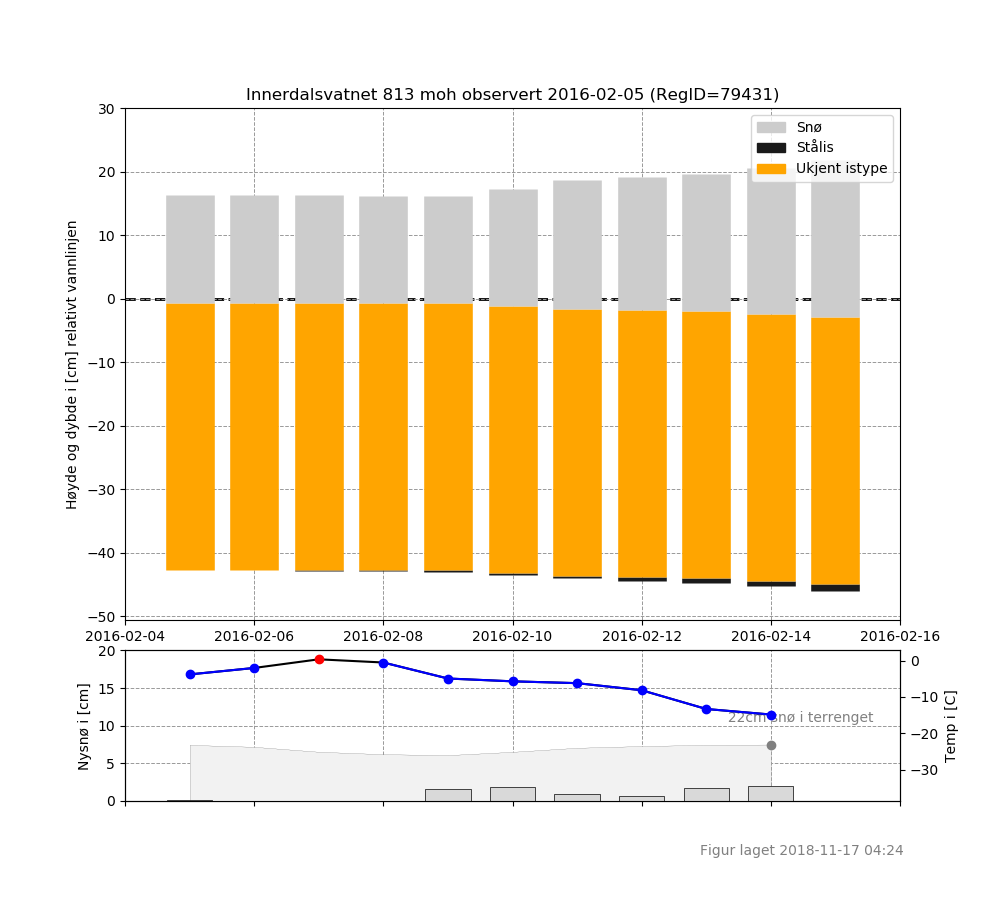 Innerdalsvatnet 813 moh observert 2016-02-05 (RegID=79431)
Snø
Stålis
Ukjent istype
Høyde og dybde i [cm] relativt vannlinjen
30
20
10
0
−10
−20
−30
−40
−50
2016-02-04 2016-02-06 2016-02-08 2016-02-10 2016-02-12 2016-02-14 2016-02-16
Nysnø i [cm]
20
15
10
5
0
22cm snø i terrenget
0
−10
−20
−30
Temp i [C]
Figur laget 2018-11-17 04:24